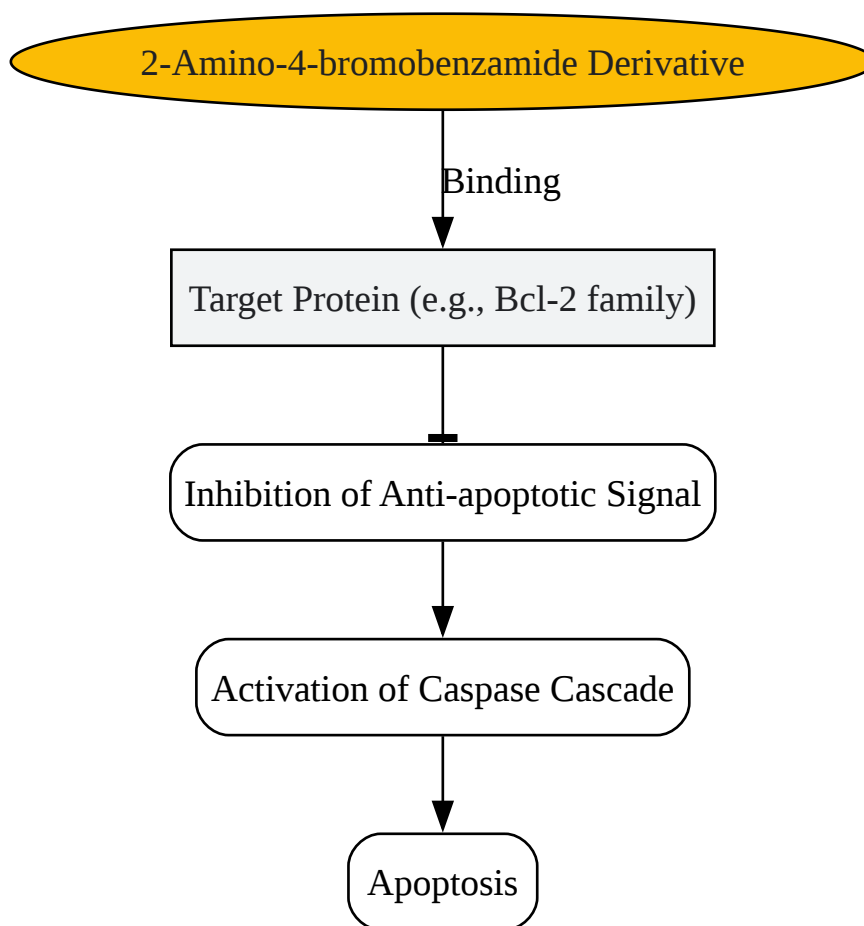 2-Amino-4-bromobenzamide Derivative
Binding
Target Protein (e.g., Bcl-2 family)
Inhibition of Anti-apoptotic Signal
Activation of Caspase Cascade
Apoptosis